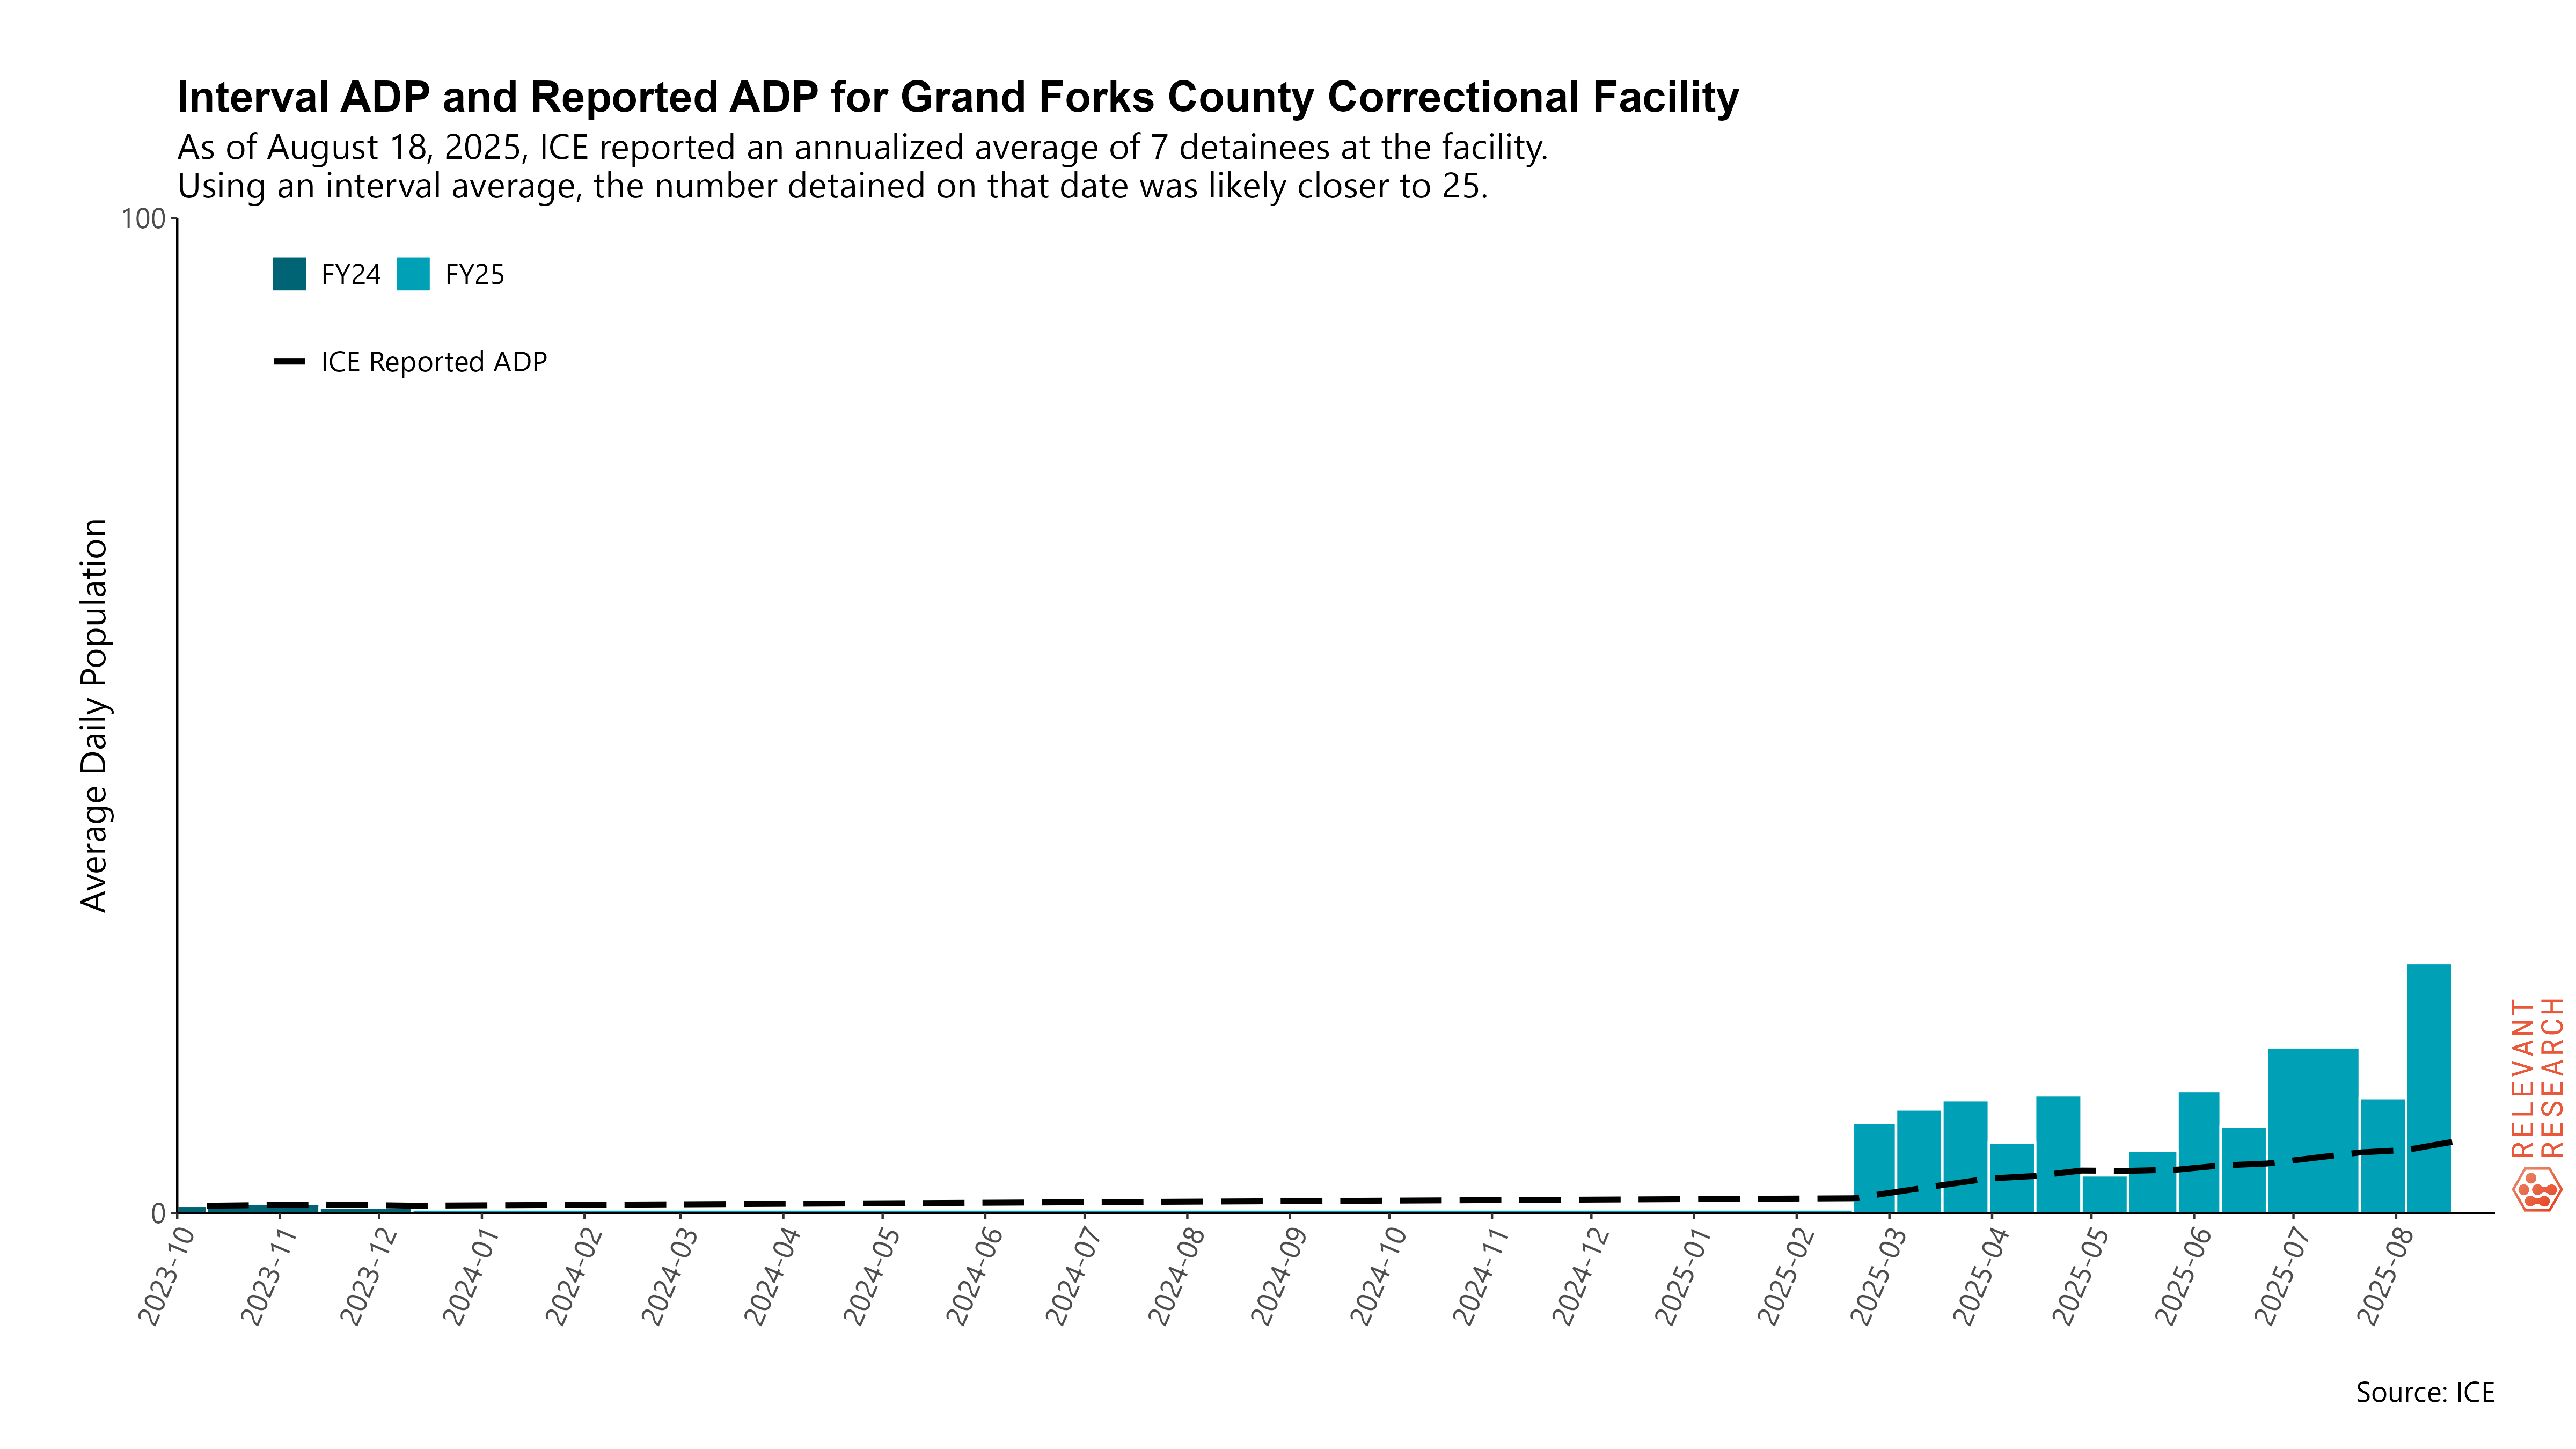 Interval ADP and Reported ADP for Grand Forks County Correctional Facility
As of August 18, 2025, ICE reported an annualized average of 7 detainees at the facility.
Using an interval average, the number detained on that date was likely closer to 25.
100
FY24 FY25
ICE Reported ADP
Average Daily Population
0
2023-10
2023-11
2023-12
2024-01
2024-02
2024-03
2024-04
2024-05
2024-06
2024-07
2024-08
2024-09
2024-10
2024-11
2024-12
2025-01
2025-02
2025-03
2025-04
2025-05
2025-06
2025-07
2025-08
RELEVANT
RESEARCH
Source: ICE